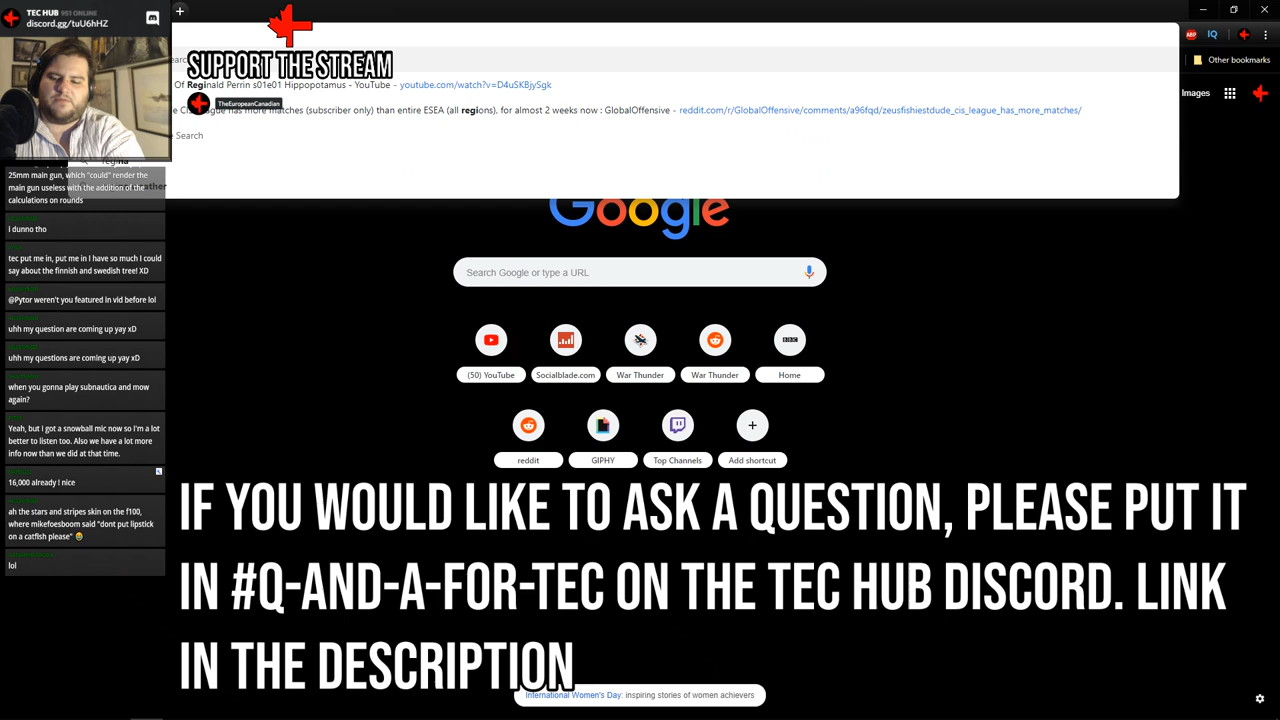 TEC HUB 951 ONLINE
discord.gg/tuU6hHZ
SUPPORT THE STREAM
Of Reginald Perrin s01e01 Hippopotamus - YouTube - youtube.com/watch?v=D4uSKBjySgk
TheEuropeanCanadian
league has more matches (subscriber only) than entire ESEA (all regions), for almost 2 weeks now : GlobalOffensive - reddit.com/r/GlobalOffensive/comments/a96fqd/zeusfishiestdude_cis_league_has_more_matches/
Search
ABP
IQ
Other bookmarks
Images
25mm main gun, which "could" render the
main gun useless with the addition of the
calculations on rounds
I dunno tho
tec put me in, put me in I have so much I could
say about the finnish and swedish tree! XD
@Pytor weren't you featured in vid before lol
uhh my question are coming up yay xD
uhh my questions are coming up yay xD
when you gonna play subnautica and mow
again?
Yeah, but I got a snowball mic now so I'm a lot
better to listen too. Also we have a lot more
info now than we did at that time.
16,000 already ! nice
ah the stars and stripes skin on the f100,
where mikefoesboom said "dont put lipstick
on a catfish please" 😆
lol
Google
Search Google or type a URL
(50) YouTube
Socialblade.com
War Thunder
War Thunder
BBC
Home
reddit
GIPHY
Top Channels
Add shortcut
IF YOU WOULD LIKE TO ASK A QUESTION, PLEASE PUT IT
IN #Q-AND-A-FOR-TEC ON THE TEC HUB DISCORD. LINK
IN THE DESCRIPTION
International Women's Day: inspiring stories of women achievers